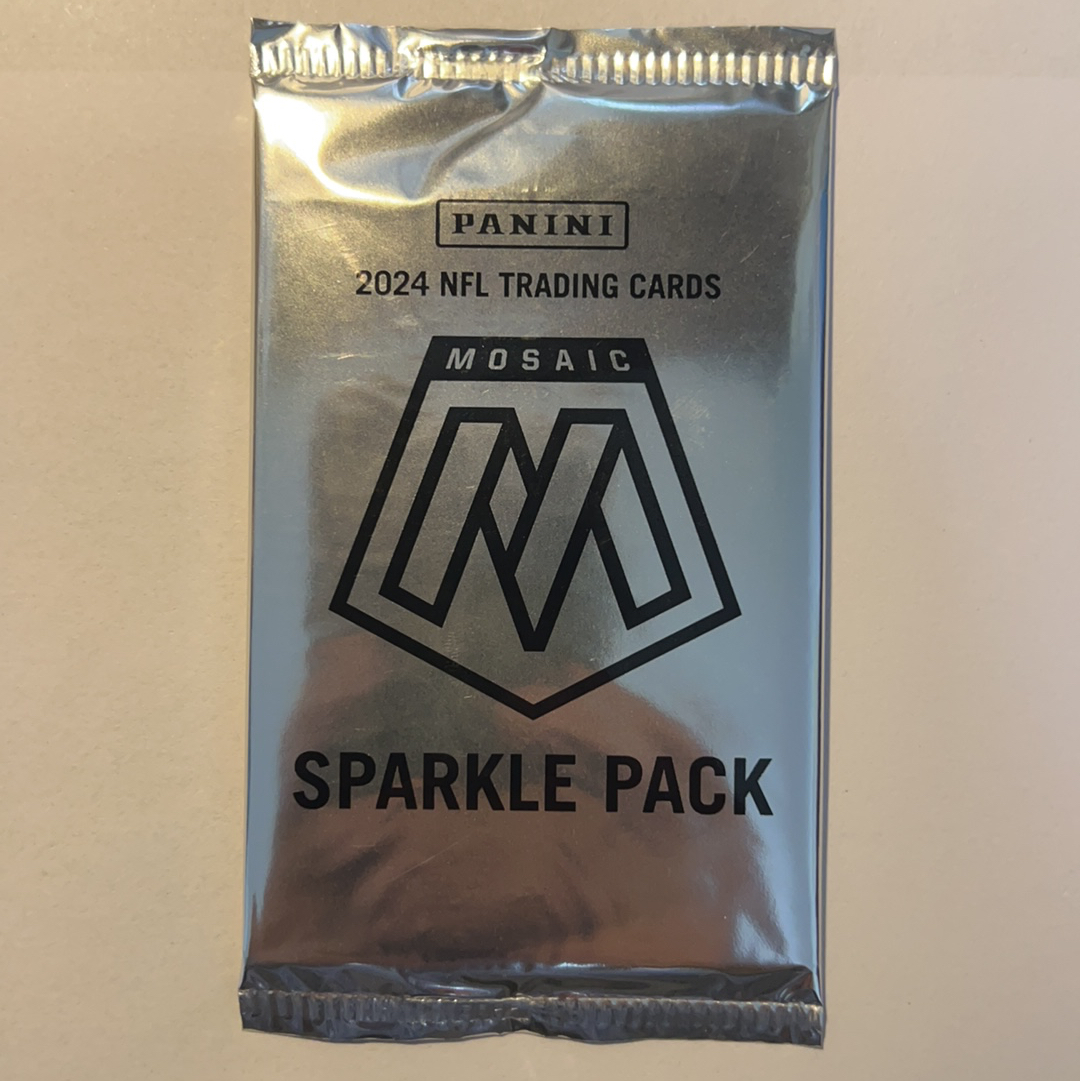 PANINI
2024 NFL TRADING CARDS
MOSAIC
M
SPARKLE PACK